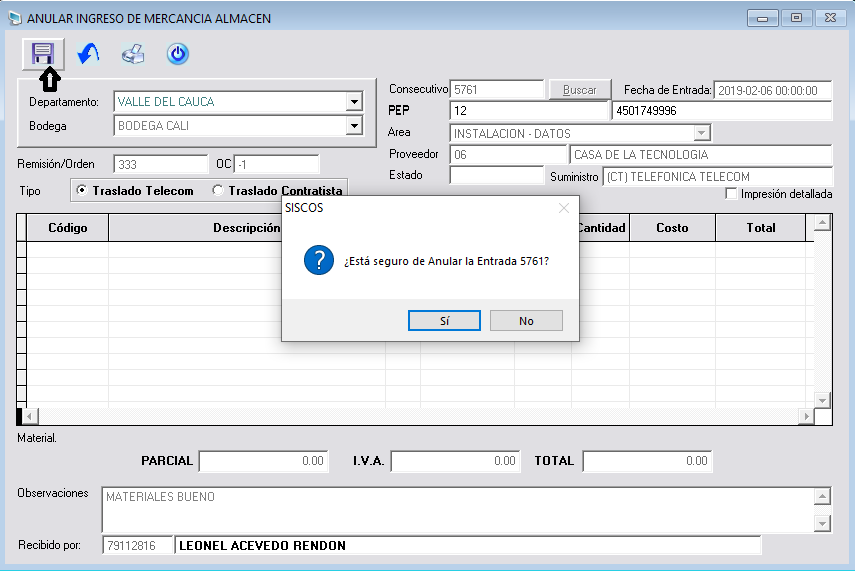 ANULAR INGRESO DE MERCANCIA ALMACEN
Departamento: VALLE DEL CAUCA
Bodega BODEGA CALI
Consecutivo 5761 Buscar Fecha de Entrada: 2019-02-06 00:00:00
PEP 12 4501749996
Area INSTALACION - DATOS
Proveedor 06 CASA DE LA TECNOLOGIA
Remisión/Orden 333 OC -1
Estado Suministro (CT) TELEFONICA TELECOM
Tipo Traslado Telecom Traslado Contratista
Impresión detallada
Código Descripción Cantidad Costo Total
SISCOS
¿Está seguro de Anular la Entrada 5761?
Sí No
Material.
PARCIAL 0.00 I.V.A. 0.00 TOTAL 0.00
Observaciones MATERIALES BUENO
Recibido por: 79112816 LEONEL ACEVEDO RENDON